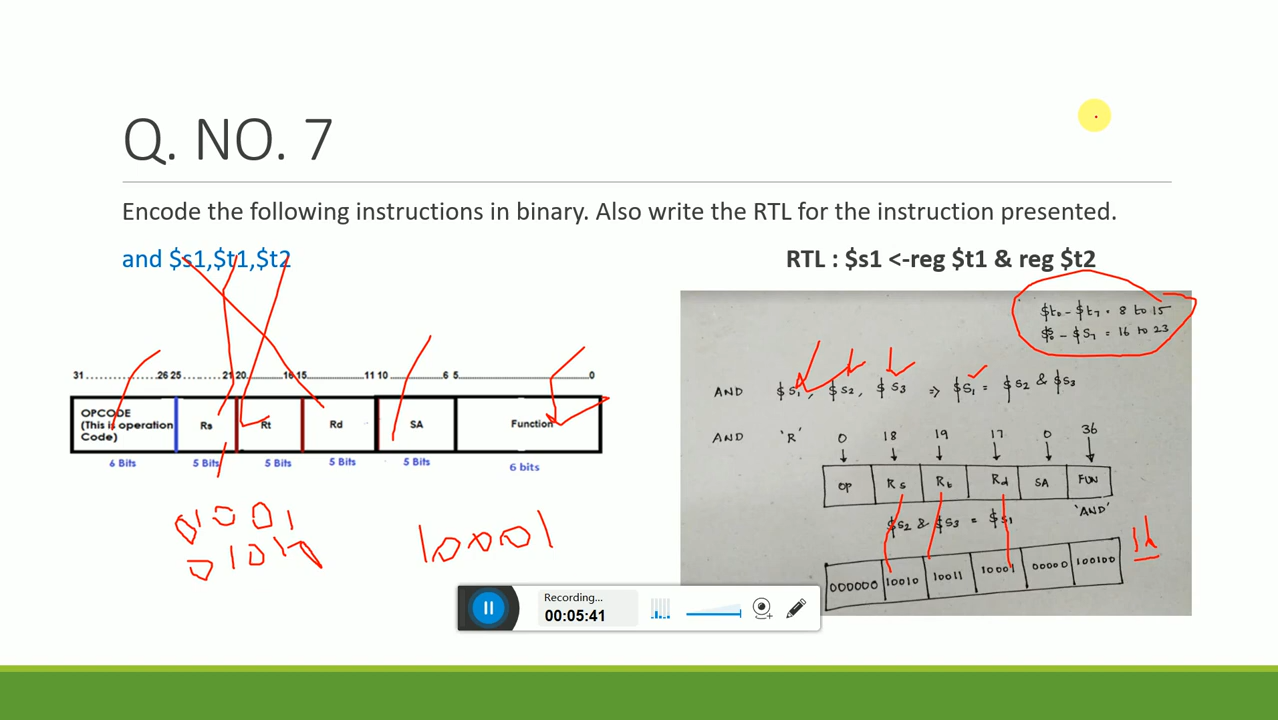 Q. NO. 7
Encode the following instructions in binary. Also write the RTL for the instruction presented.
and $s1,$t1,$t2
RTL : $s1 <-reg $t1 & reg $t2
31.................26 25.............21 20..............16 15................11 10................6 5...............................0
OPCODE
(This is operation
Code)
Rs
Rt
Rd
SA
Function
6 Bits
5 Bits
5 Bits
5 Bits
5 Bits
6 bits
01001
10001
$t0 - $t7 = 8 to 15
- $S7 = 16 to 23
AND $S1, $S2, $S3 => $S1 = $S2 & $S3
AND 'R' 0 18 19 17 0 36
OP Rs Rt Rd SA FUN
$S2 & $S3 = $S1
'AND'
000000 10010 10011 10001 00000 100100
Recording...
00:05:41